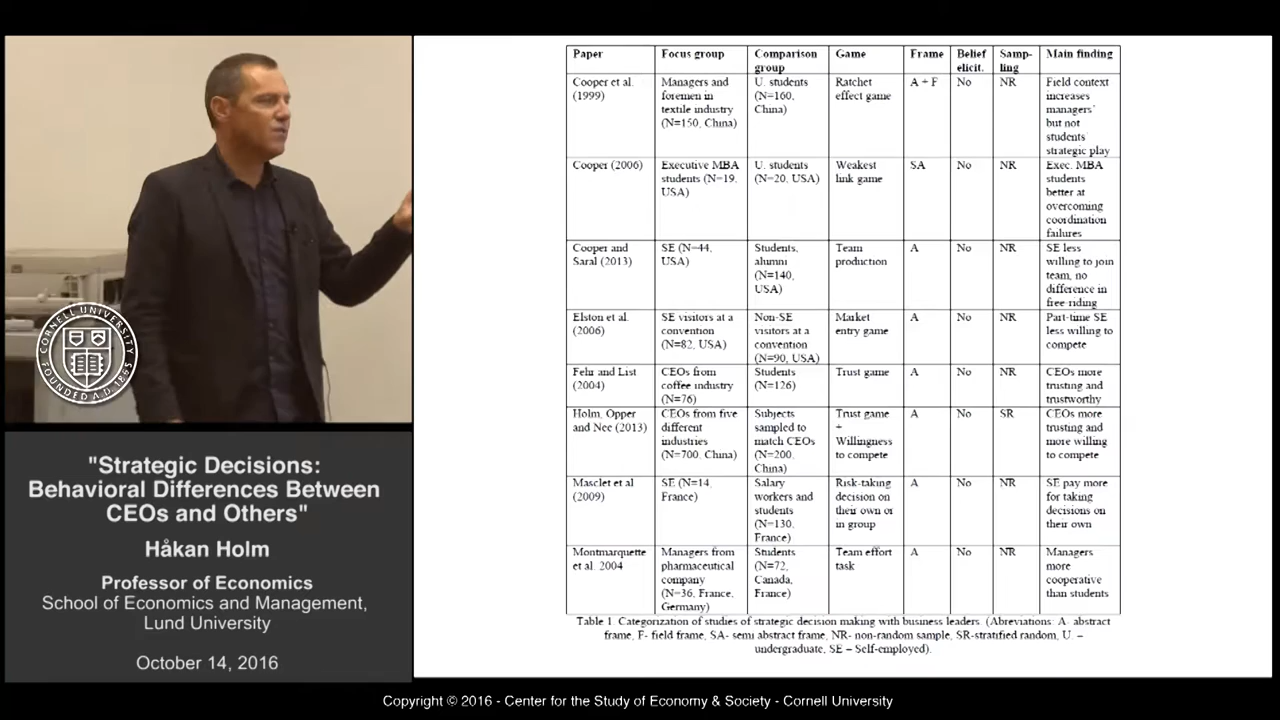 CORNELL UNIVERSITY
FOUNDED A.D. 1865
"Strategic Decisions:
Behavioral Differences Between
CEOs and Others"
Håkan Holm
Professor of Economics
School of Economics and Management,
Lund University
October 14, 2016
Paper Focus group Comparison group Game Frame Belief elicit. Samp-ling Main finding
Cooper et al. (1999) Managers and foremen in textile industry (N=150, China) U. students (N=160, China) Ratchet effect game A + F No NR Field context increases managers' but not students strategic play
Cooper (2006) Executive MBA students (N=19, USA) U. students (N=20, USA) Weakest link game SA No NR Exec. MBA students better at overcoming coordination failures
Cooper and Saral (2013) SE (N=44, USA) Students, alumni (N=140, USA) Team production A No NR SE less willing to join team, no difference in free-riding
Elston et al. (2006) SE visitors at a convention (N=82, USA) Non-SE visitors at a convention (N=90, USA) Market entry game A No NR Part-time SE less willing to compete
Fehr and List (2004) CEOs from coffee industry (N=76) Students (N=126) Trust game A No NR CEOs more trusting and trustworthy
Holm, Opper and Nee (2013) CEOs from five different industries (N=700, China) Subjects sampled to match CEOs (N=200, China) Trust game + Willingness to compete A No SR CEOs more trusting and more willing to compete
Masclet et al (2009) SE (N=14, France) Salary workers and students (N=130, France) Risk-taking decision on their own or in group A No NR SE pay more for taking decisions on their own
Montmarquette et al. 2004 Managers from pharmaceutical company (N=36, France, Germany) Students (N=72, Canada, France) Team effort task A No NR Managers more cooperative than students
Table 1. Categorization of studies of strategic decision making with business leaders. (Abreviations: A- abstract
frame, F- field frame, SA- semi abstract frame, NR- non-random sample, SR-stratified random, U. –
undergraduate, SE – Self-employed).
Copyright © 2016 - Center for the Study of Economy & Society - Cornell University